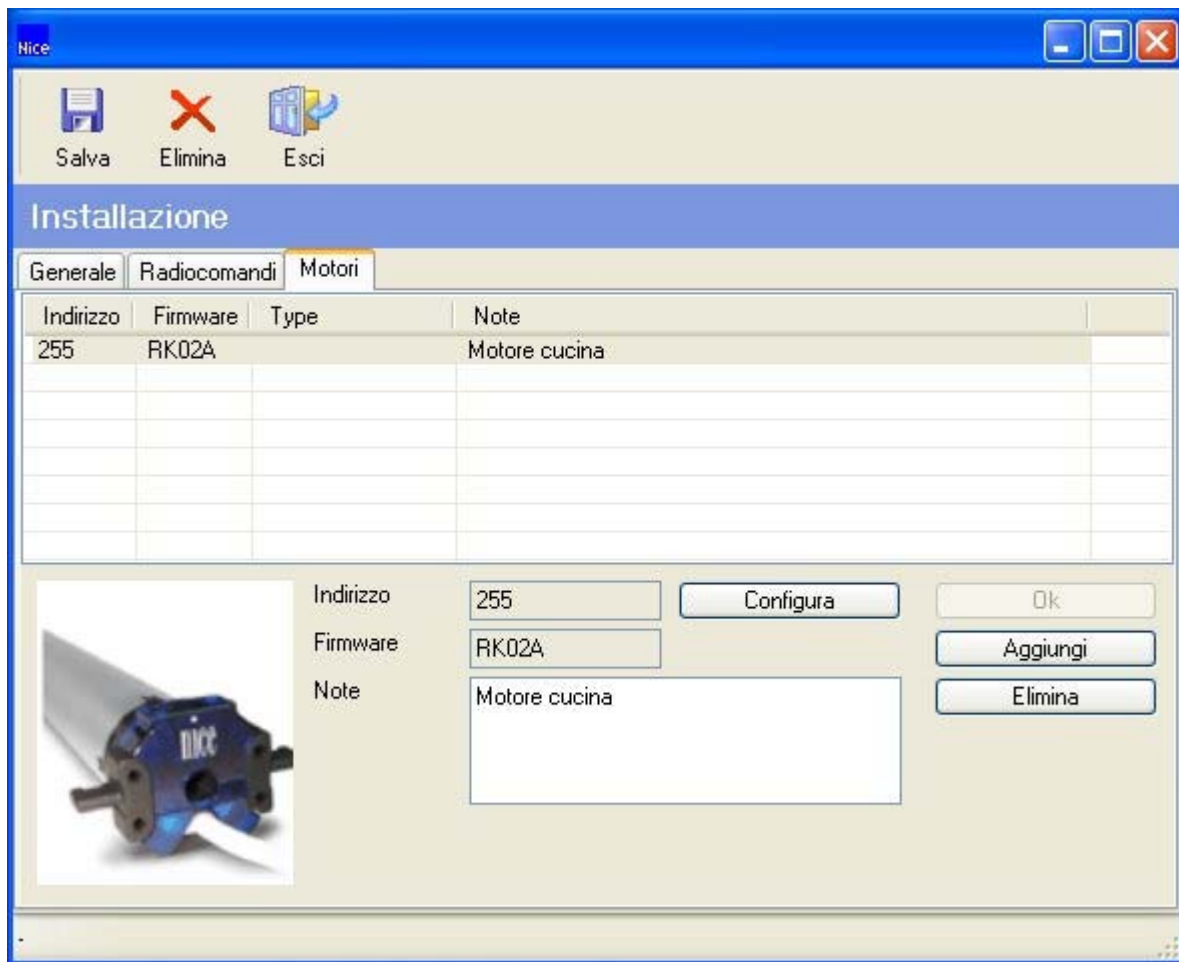 Nice
Salva Elimina Esci
Installazione
Generale Radiocomandi Motori
Indirizzo Firmware Type Note
255 RK02A Motore cucina
Indirizzo 255 Configura Ok
Firmware RK02A Aggiungi
Note Motore cucina Elimina
nice
-